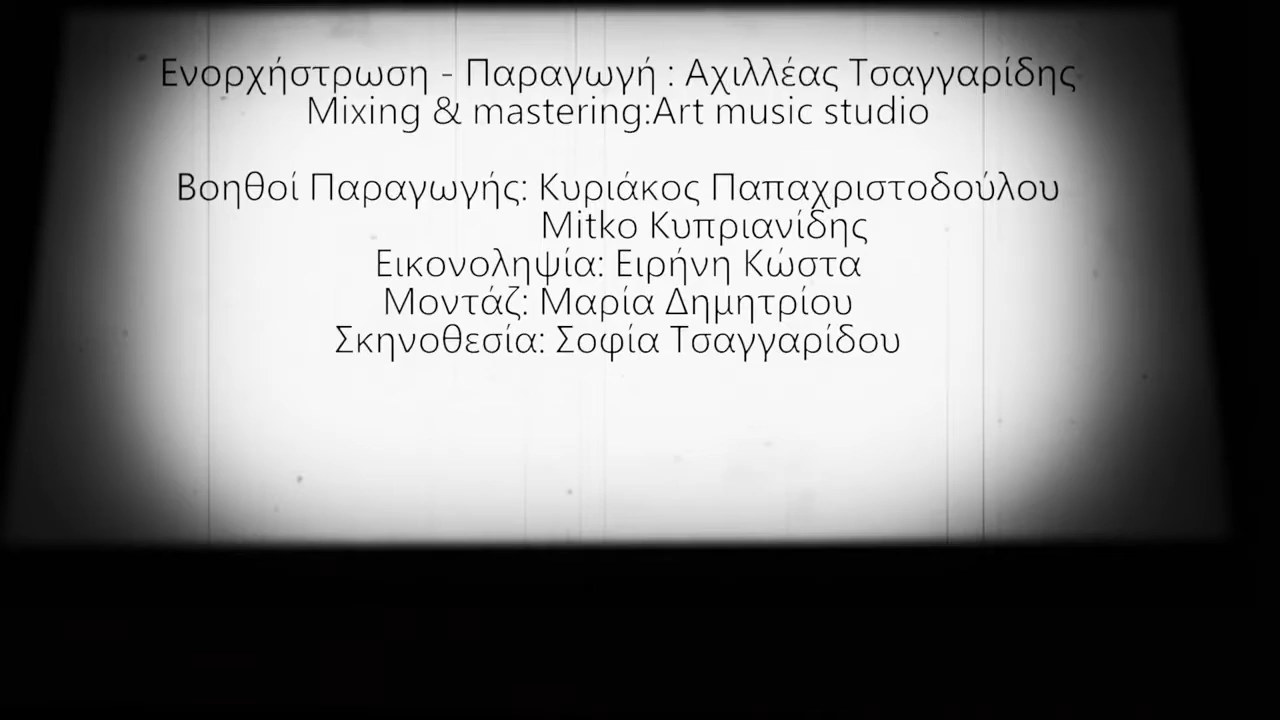 Ενορχήστρωση - Παραγωγή : Αχιλλέας Τσαγγαρίδης
Mixing & mastering:Art music studio
Βοηθοί Παραγωγής: Κυριάκος Παπαχριστοδούλου
Mitko Κυπριανίδης
Εικονοληψία: Ειρήνη Κώστα
Μοντάζ: Μαρία Δημητρίου
Σκηνοθεσία: Σοφία Τσαγγαρίδου